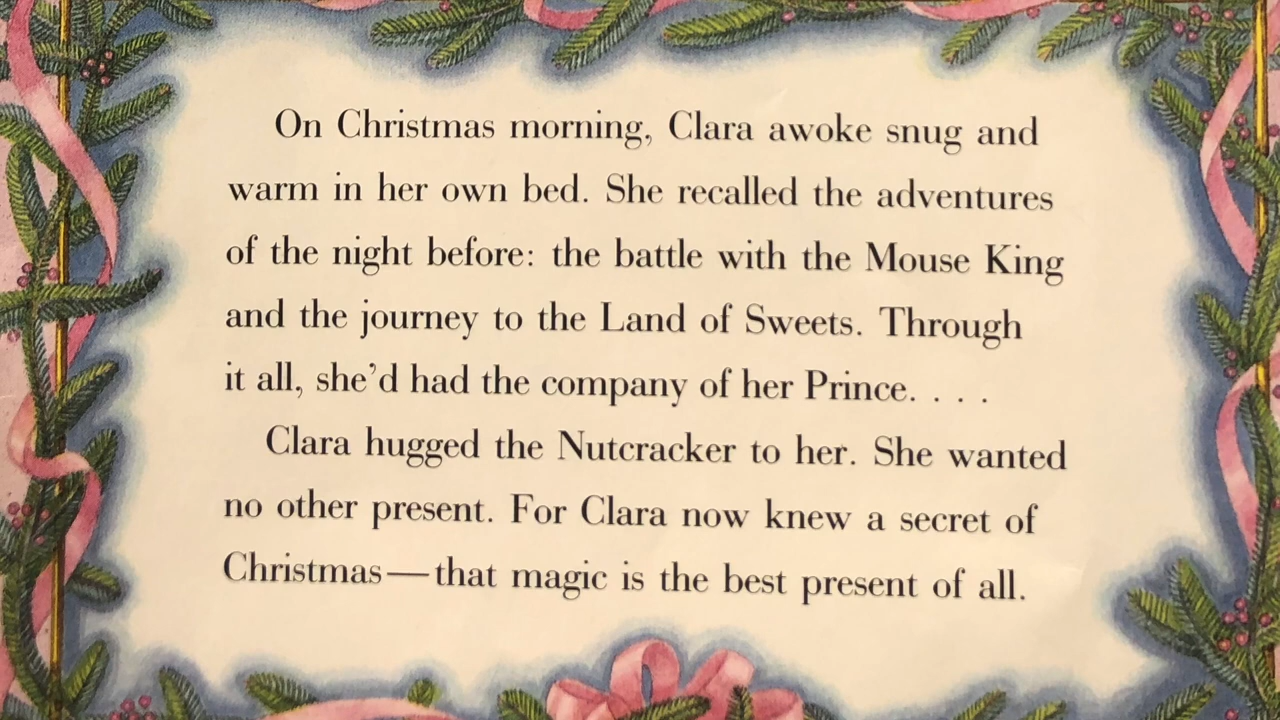 On Christmas morning, Clara awoke snug and
warm in her own bed. She recalled the adventures
of the night before: the battle with the Mouse King
and the journey to the Land of Sweets. Through
it all, she’d had the company of her Prince. . . .
Clara hugged the Nutcracker to her. She wanted
no other present. For Clara now knew a secret of
Christmas—that magic is the best present of all.